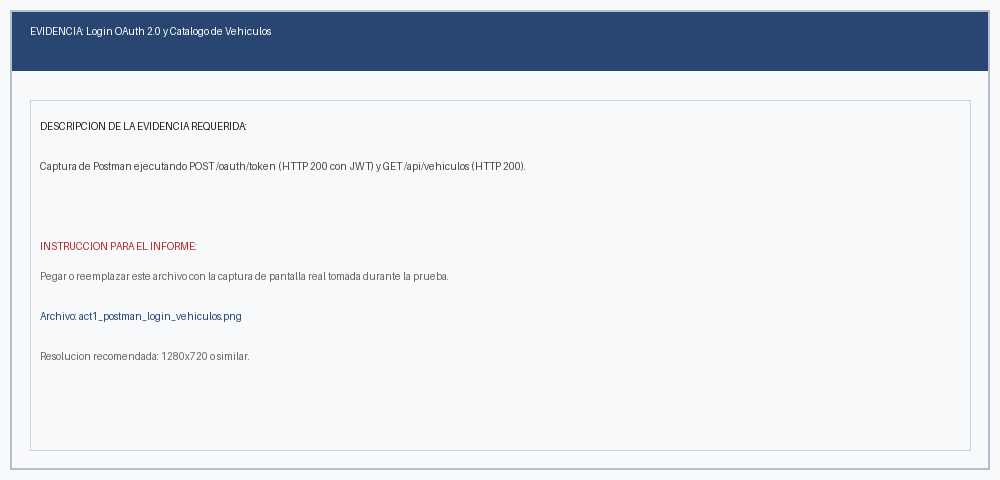 EVIDENCIA: Login OAuth 2.0 y Catalogo de Vehiculos
DESCRIPCION DE LA EVIDENCIA REQUERIDA:
Captura de Postman ejecutando POST /oauth/token (HTTP 200 con JWT) y GET /api/vehiculos (HTTP 200).
INSTRUCCION PARA EL INFORME:
Pegar o reemplazar este archivo con la captura de pantalla real tomada durante la prueba.
Archivo: act1_postman_login_vehiculos.png
Resolucion recomendada: 1280x720 o similar.